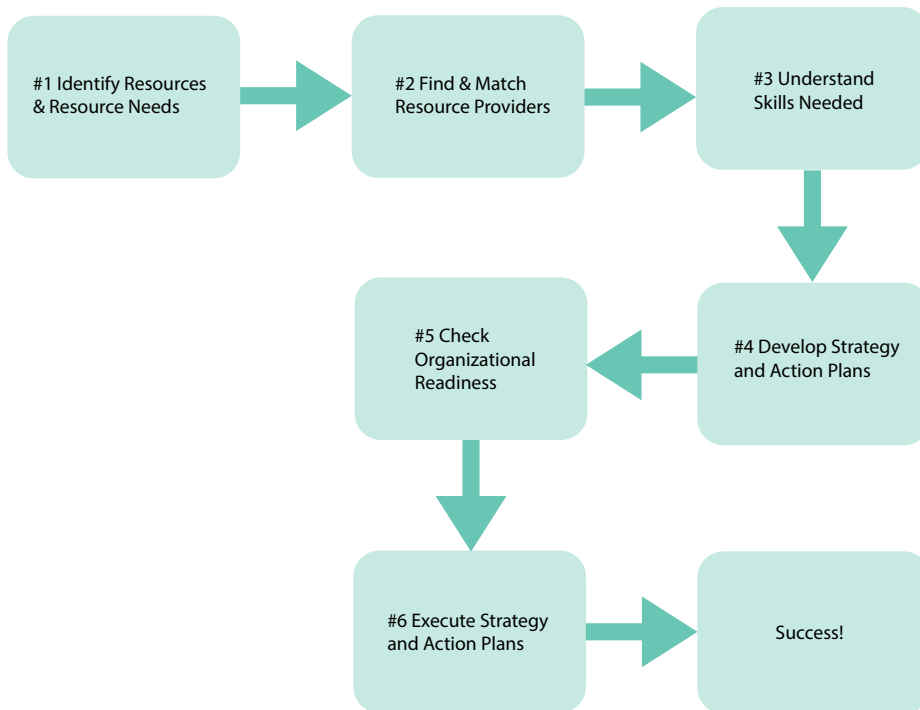 #1 Identify Resources
& Resource Needs
#2 Find & Match
Resource Providers
#3 Understand
Skills Needed
#4 Develop Strategy
and Action Plans
#5 Check
Organizational
Readiness
#6 Execute Strategy
and Action Plans
Success!